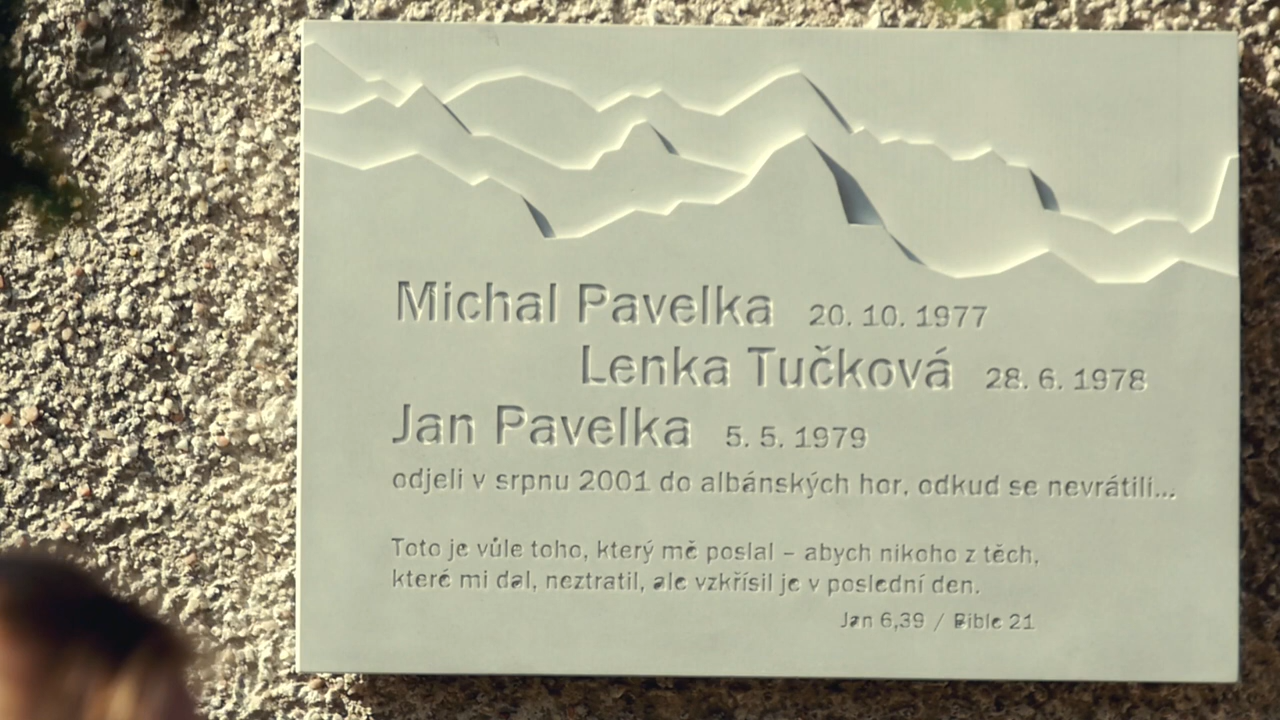 Michal Pavelka 20. 10. 1977
Lenka Tučková 28. 6. 1978
Jan Pavelka 5. 5. 1979
odjeli v srpnu 2001 do albánských hor, odkud se nevrátili...
Toto je vůle toho, který mě poslal – abych nikoho z těch,
které mi dal, neztratil, ale vzkřísil je v poslední den.
Jan 6,39 / Bible 21